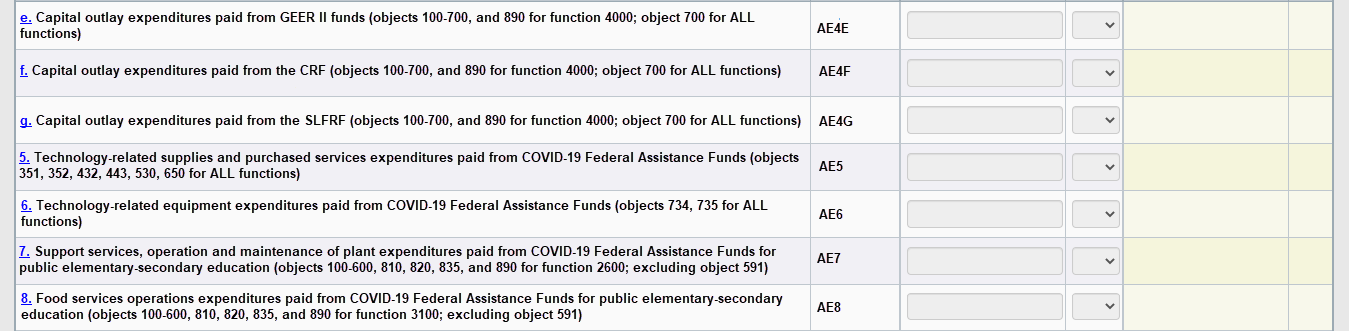 e. Capital outlay expenditures paid from GEER II funds (objects 100-700, and 890 for function 4000; object 700 for ALL
functions)
AE4E
f. Capital outlay expenditures paid from the CRF (objects 100-700, and 890 for function 4000; object 700 for ALL functions)
AE4F
g. Capital outlay expenditures paid from the SLFRF (objects 100-700, and 890 for function 4000; object 700 for ALL functions)
AE4G
5. Technology-related supplies and purchased services expenditures paid from COVID-19 Federal Assistance Funds (objects
351, 352, 432, 443, 530, 650 for ALL functions)
AE5
6. Technology-related equipment expenditures paid from COVID-19 Federal Assistance Funds (objects 734, 735 for ALL
functions)
AE6
7. Support services, operation and maintenance of plant expenditures paid from COVID-19 Federal Assistance Funds for
public elementary-secondary education (objects 100-600, 810, 820, 835, and 890 for function 2600; excluding object 591)
AE7
8. Food services operations expenditures paid from COVID-19 Federal Assistance Funds for public elementary-secondary
education (objects 100-600, 810, 820, 835, and 890 for function 3100; excluding object 591)
AE8